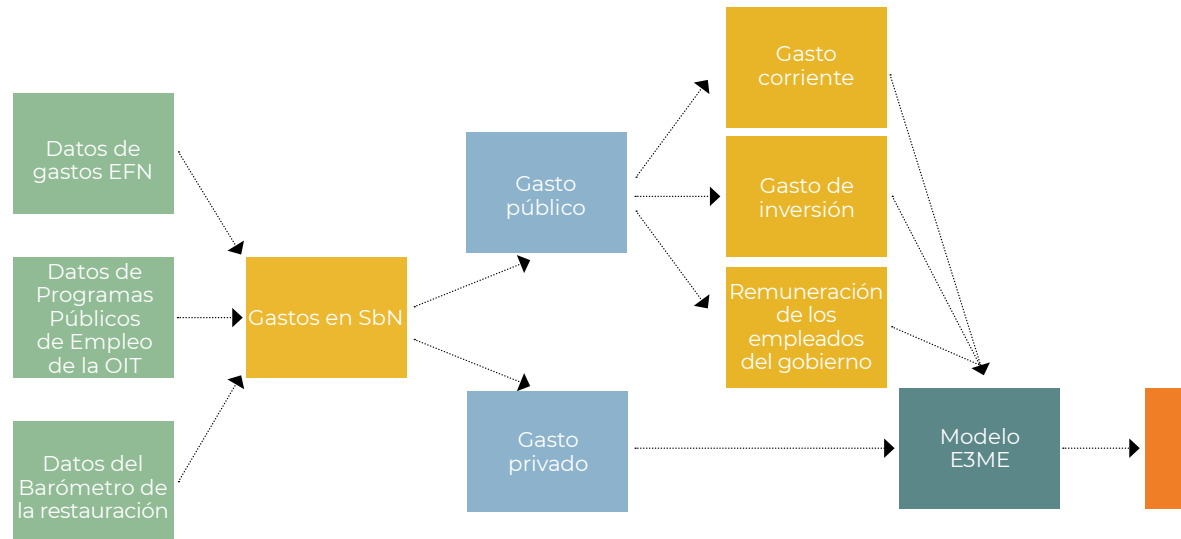 Datos de
gastos EFN
Datos de
Programas
Públicos
de Empleo
de la OIT
Datos del
Barómetro de
la restauración
Gastos en SbN
Gasto
público
Gasto
privado
Gasto
corriente
Gasto de
inversión
Remuneración
de los
empleados
del gobierno
Modelo
E3ME